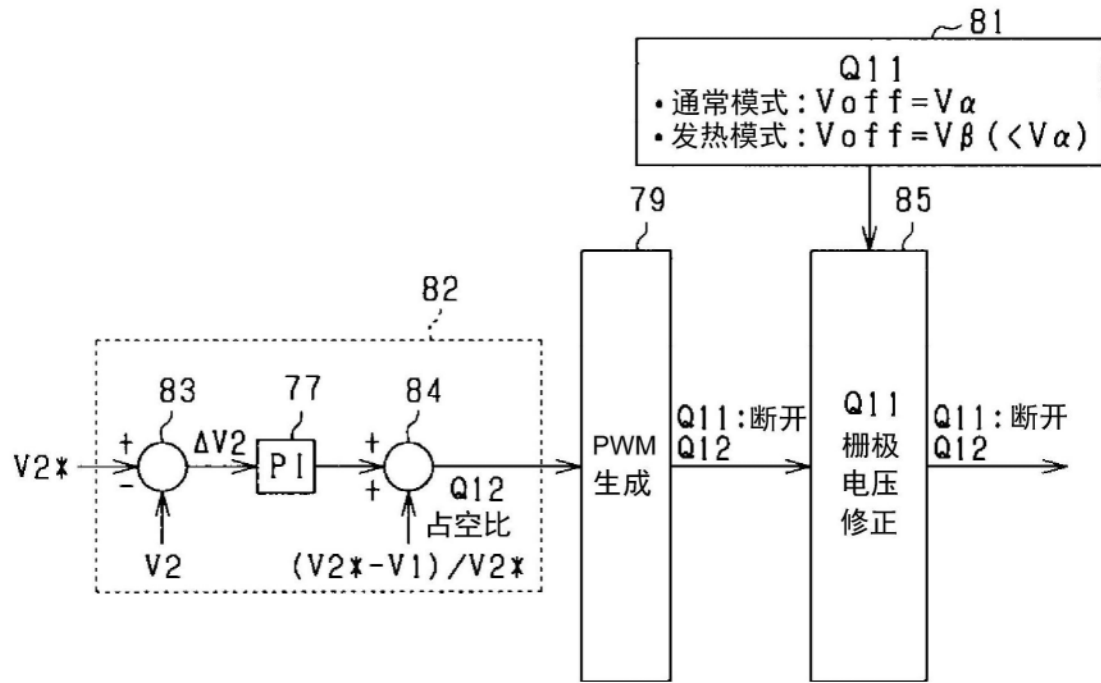 81
Q11
・通常模式:Voff=Vα
・发热模式:Voff=Vβ(<Vα)
79
85
82
83
77
84
V2*
+
-
ΔV2
PI
+
+
Q12
占空比
V2
(V2*-V1)/V2*
PWM
生成
Q11:断开
Q12
Q11
栅极
电压
修正
Q11:断开
Q12